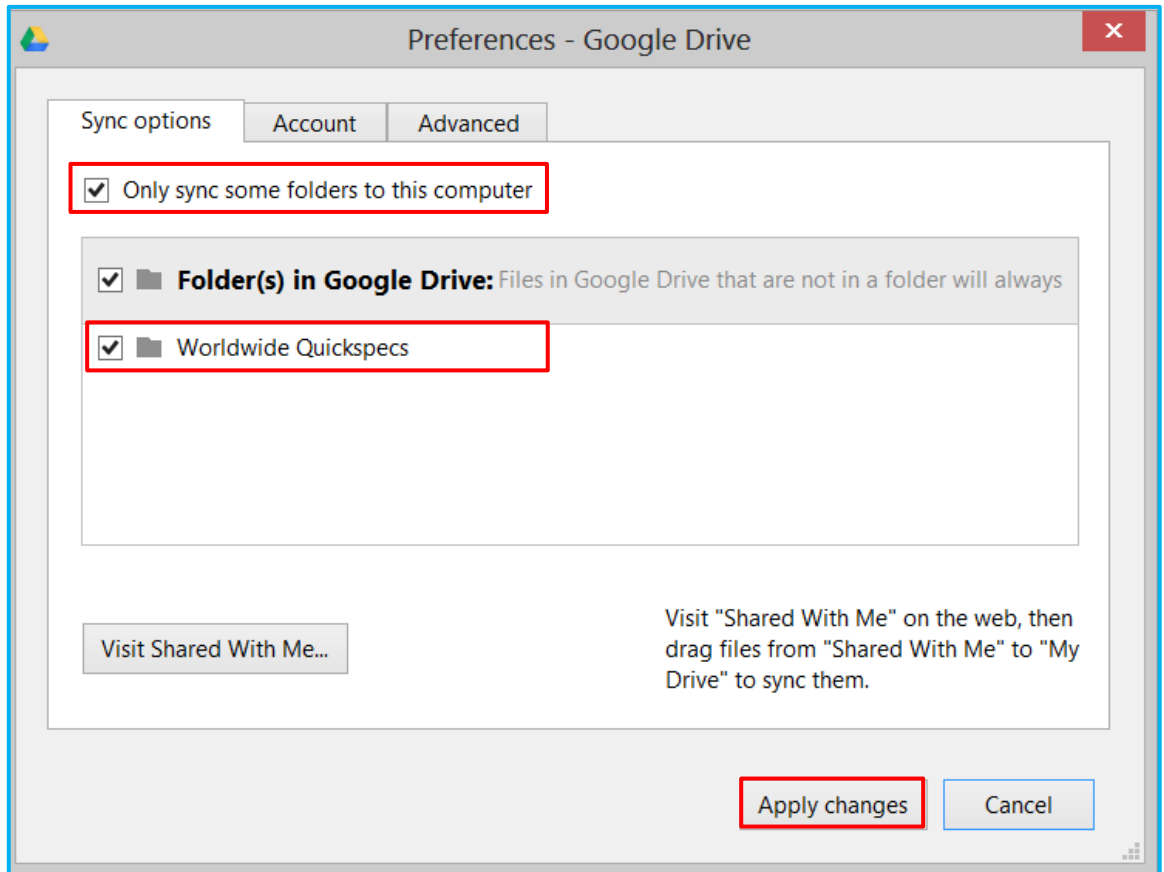 Preferences - Google Drive
Sync options
Account
Advanced
Only sync some folders to this computer
Folder(s) in Google Drive: Files in Google Drive that are not in a folder will always
Worldwide Quickspecs
Visit Shared With Me...
Visit "Shared With Me" on the web, then
drag files from "Shared With Me" to "My
Drive" to sync them.
Apply changes
Cancel